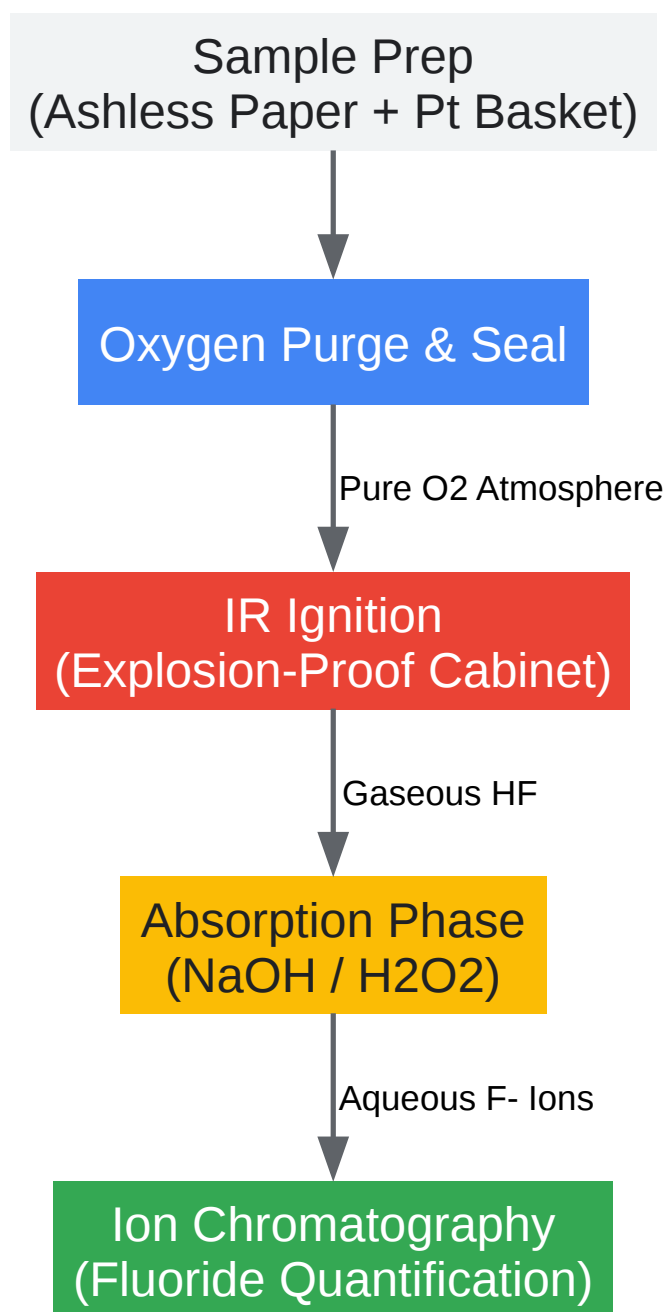 Sample Prep
(Ashless Paper + Pt Basket)
Oxygen Purge & Seal
Pure O2 Atmosphere
IR Ignition
(Explosion-Proof Cabinet)
Gaseous HF
Absorption Phase
(NaOH / H2O2)
Aqueous F- Ions
Ion Chromatography
(Fluoride Quantification)